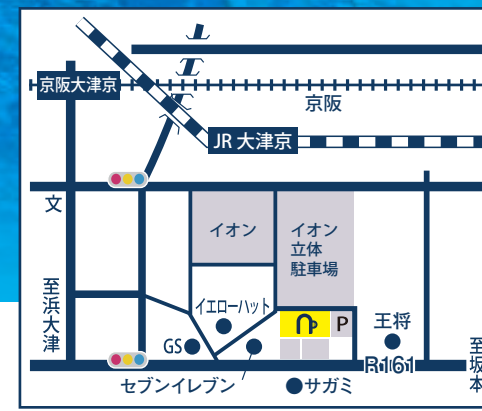 京阪大津京
京阪
JR 大津京
文
イオン
イオン
立体
駐車場
至浜大津
イエローハット
P
王将
GS
R161
至坂本
セブンイレブン
サガミ